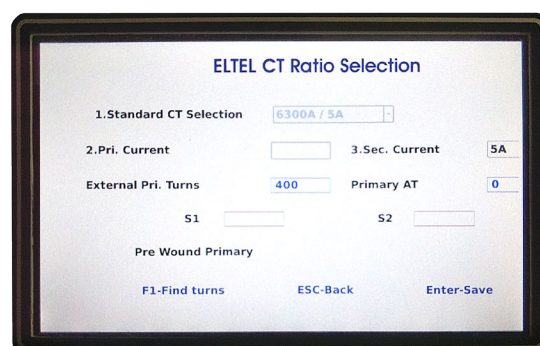 ELTEL CT Ratio Selection
1.Standard CT Selection 6300A / 5A
2.Pri. Current 3.Sec. Current 5A
External Pri. Turns 400 Primary AT 0
S1 S2
Pre Wound Primary
F1-Find turns ESC-Back Enter-Save